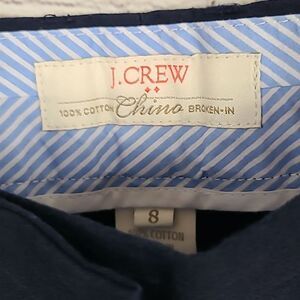 J.CREW
100% COTTON Chino BROKEN-IN
8
COTTON